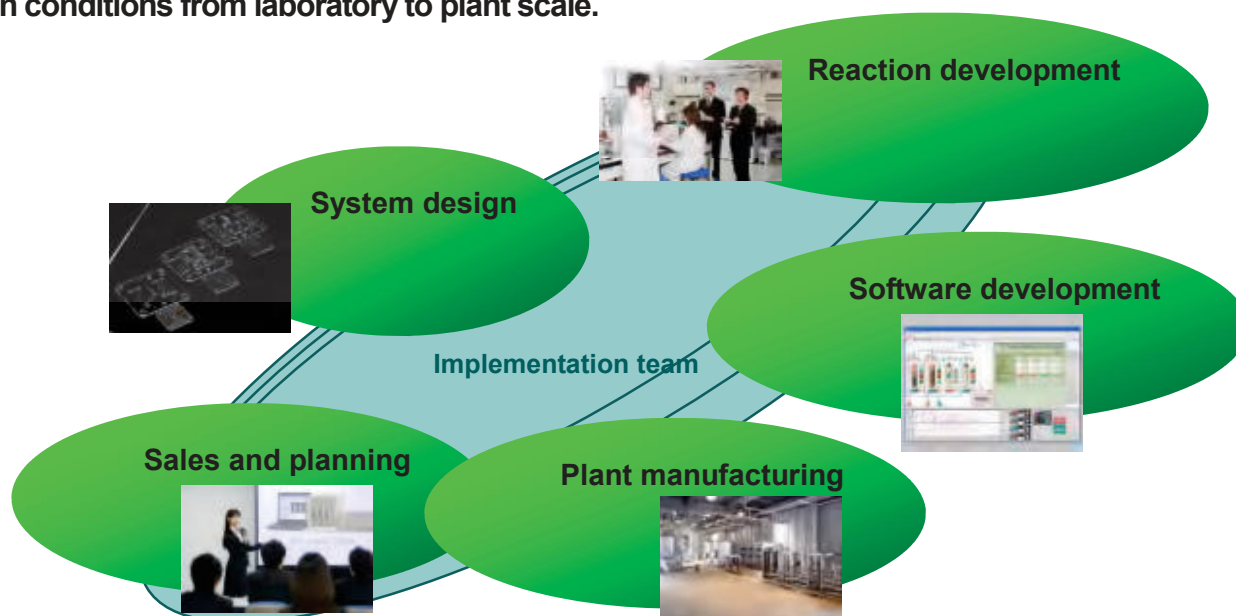 conditions from laboratory to plant scale.
Reaction development
System design
Software development
Implementation team
Sales and planning
Plant manufacturing